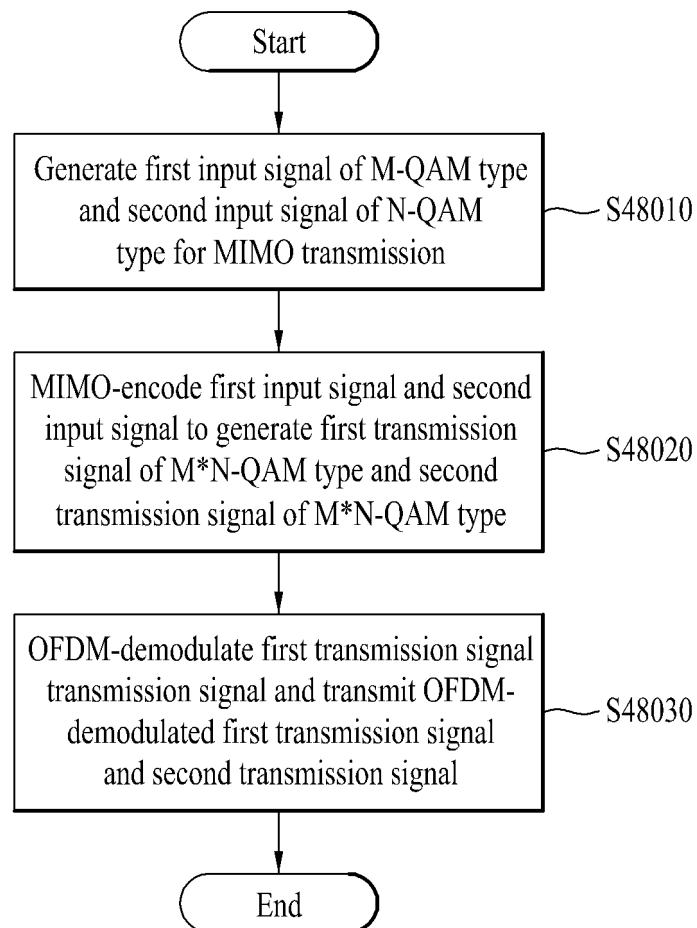 Start
Generate first input signal of M-QAM type
and second input signal of N-QAM
type for MIMO transmission
S48010
MIMO-encode first input signal and second
input signal to generate first transmission
signal of M*N-QAM type and second
transmission signal of M*N-QAM type
S48020
OFDM-demodulate first transmission signal
transmission signal and transmit OFDM-
demodulated first transmission signal
and second transmission signal
S48030
End